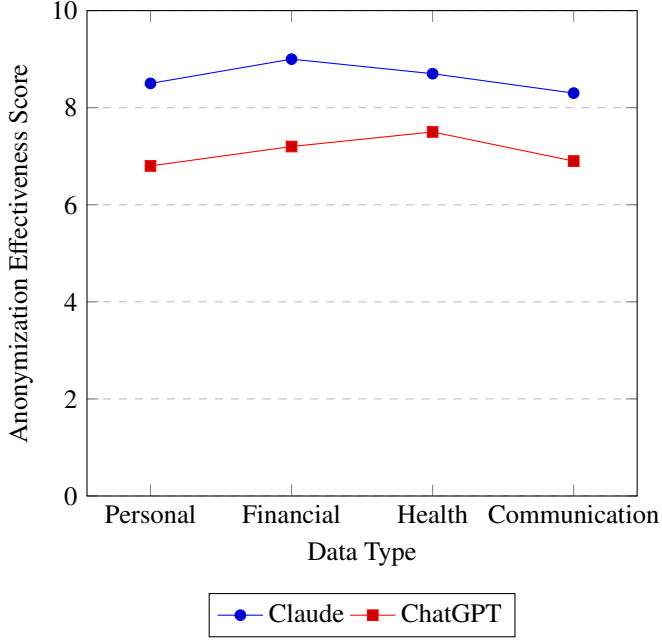 10
8
6
4
2
0
Anonymization Effectiveness Score
Personal Financial Health Communication
Data Type
Claude ChatGPT